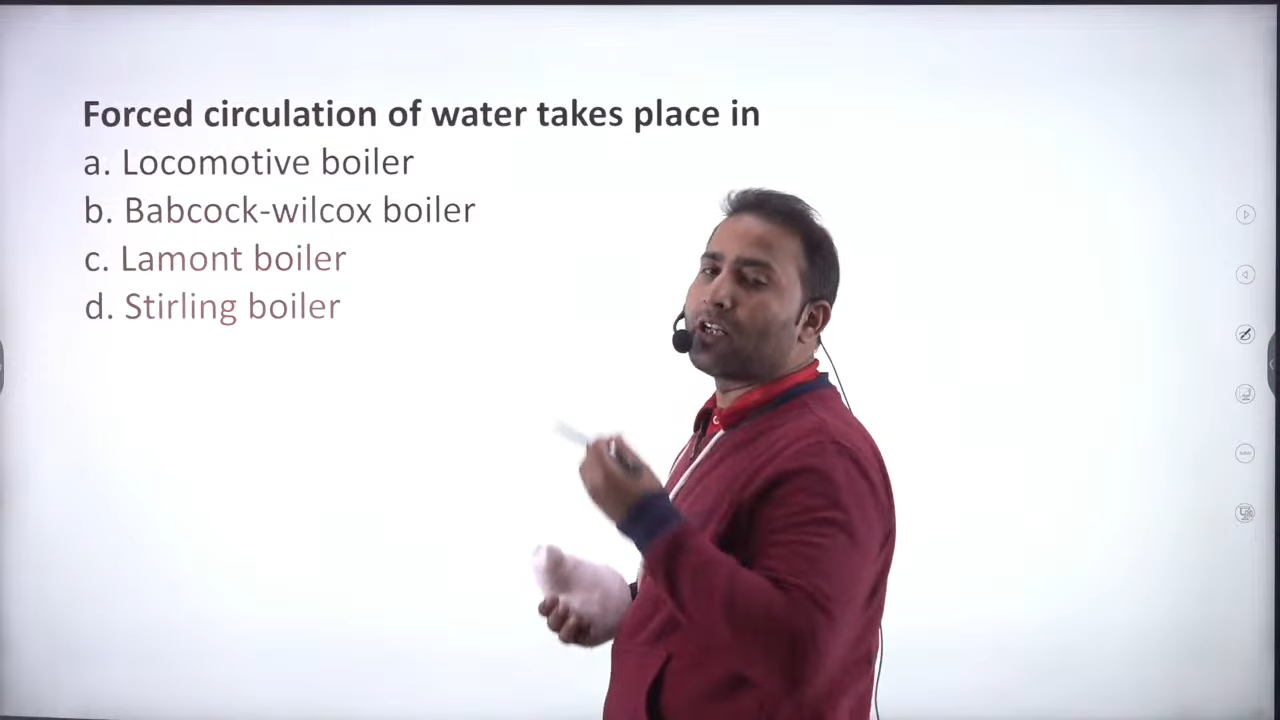 Forced circulation of water takes place in
a. Locomotive boiler
b. Babcock-wilcox boiler
c. Lamont boiler
d. Stirling boiler